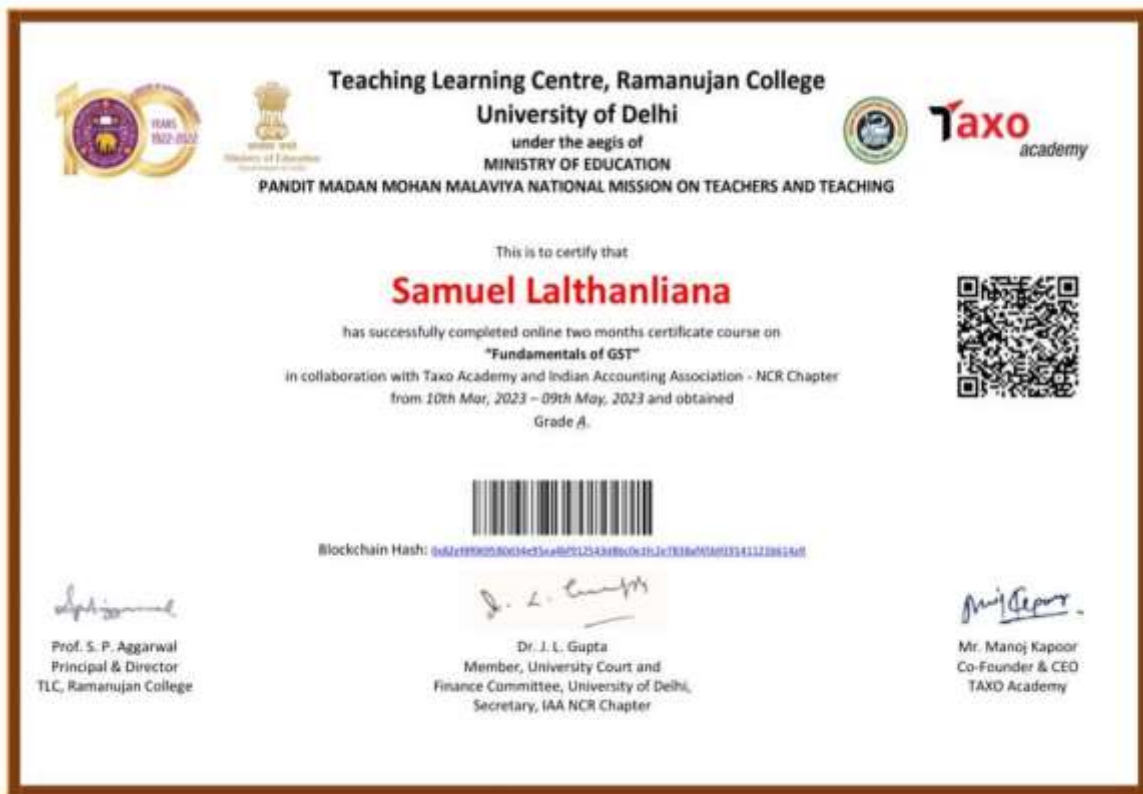 Teaching Learning Centre, Ramanujan College
University of Delhi
under the aegis of
MINISTRY OF EDUCATION
PANDIT MADAN MOHAN MALAVIYA NATIONAL MISSION ON TEACHERS AND TEACHING
YEARS
1922-2022
Ministry of Education
Taxo
academy
This is to certify that
Samuel Lalthanliana
has successfully completed online two months certificate course on
"Fundamentals of GST"
in collaboration with Taxo Academy and Indian Accounting Association - NCR Chapter
from 10th Mar, 2023 – 09th May, 2023 and obtained
Grade A.
Blockchain Hash:
J. L. Gupta
Prof. S. P. Aggarwal
Principal & Director
TLC, Ramanujan College
Dr. J. L. Gupta
Member, University Court and
Finance Committee, University of Delhi,
Secretary, IAA NCR Chapter
Mr. Manoj Kapoor
Co-Founder & CEO
TAXO Academy